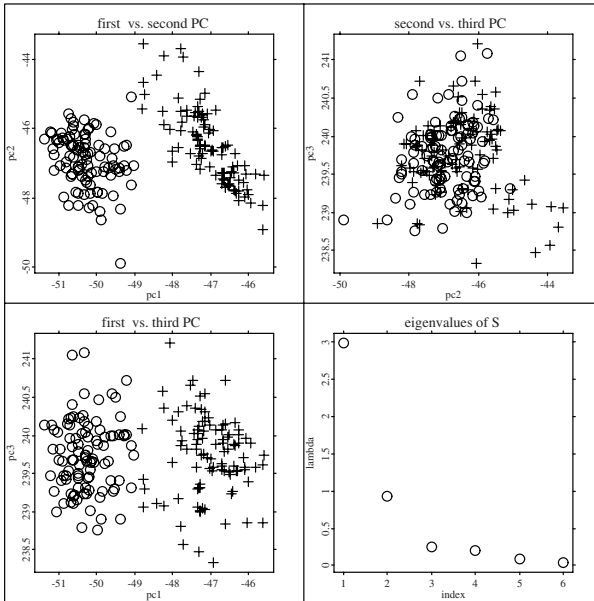 first vs. second PC
-44
-46
-48
-50
pc2
-51 -50 -49 -48 -47 -46
pc1
second vs. third PC
241
240.5
240
239.5
239
238.5
pc3
-50 -48 -46 -44
pc2
first vs. third PC
241
240.5
240
239.5
239
238.5
pc3
-51 -50 -49 -48 -47 -46
pc1
eigenvalues of S
3
2.5
2
1.5
1
0.5
0
lambda
1 2 3 4 5 6
index